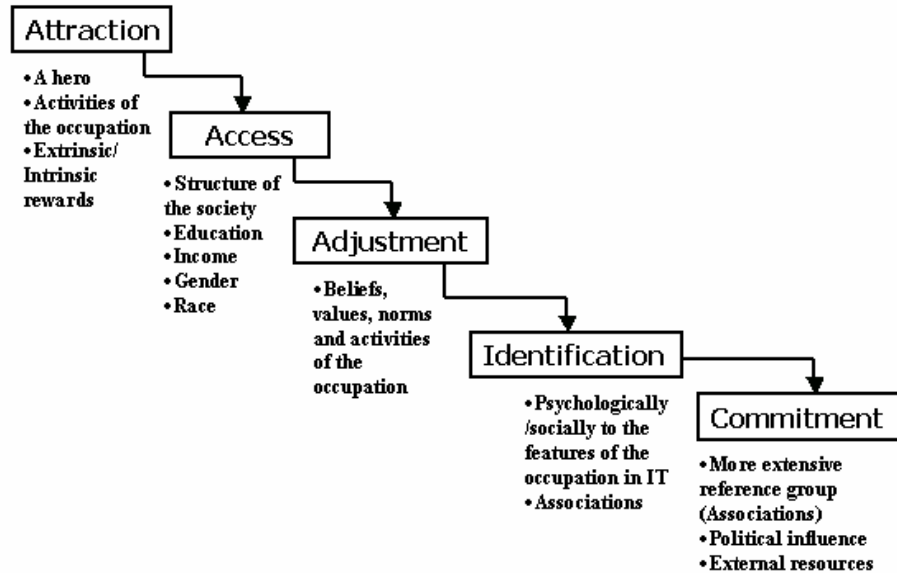 Attraction
•A hero
•Activities of
the occupation
•Extrinsic/
Intrinsic
rewards
Access
•Structure of
the society
•Education
•Income
•Gender
•Race
Adjustment
•Beliefs,
values, norms
and activities
of the
occupation
Identification
•Psychologically
/socially to the
features of the
occupation in IT
•Associations
Commitment
•More extensive
reference group
(Associations)
•Political influence
•External resources